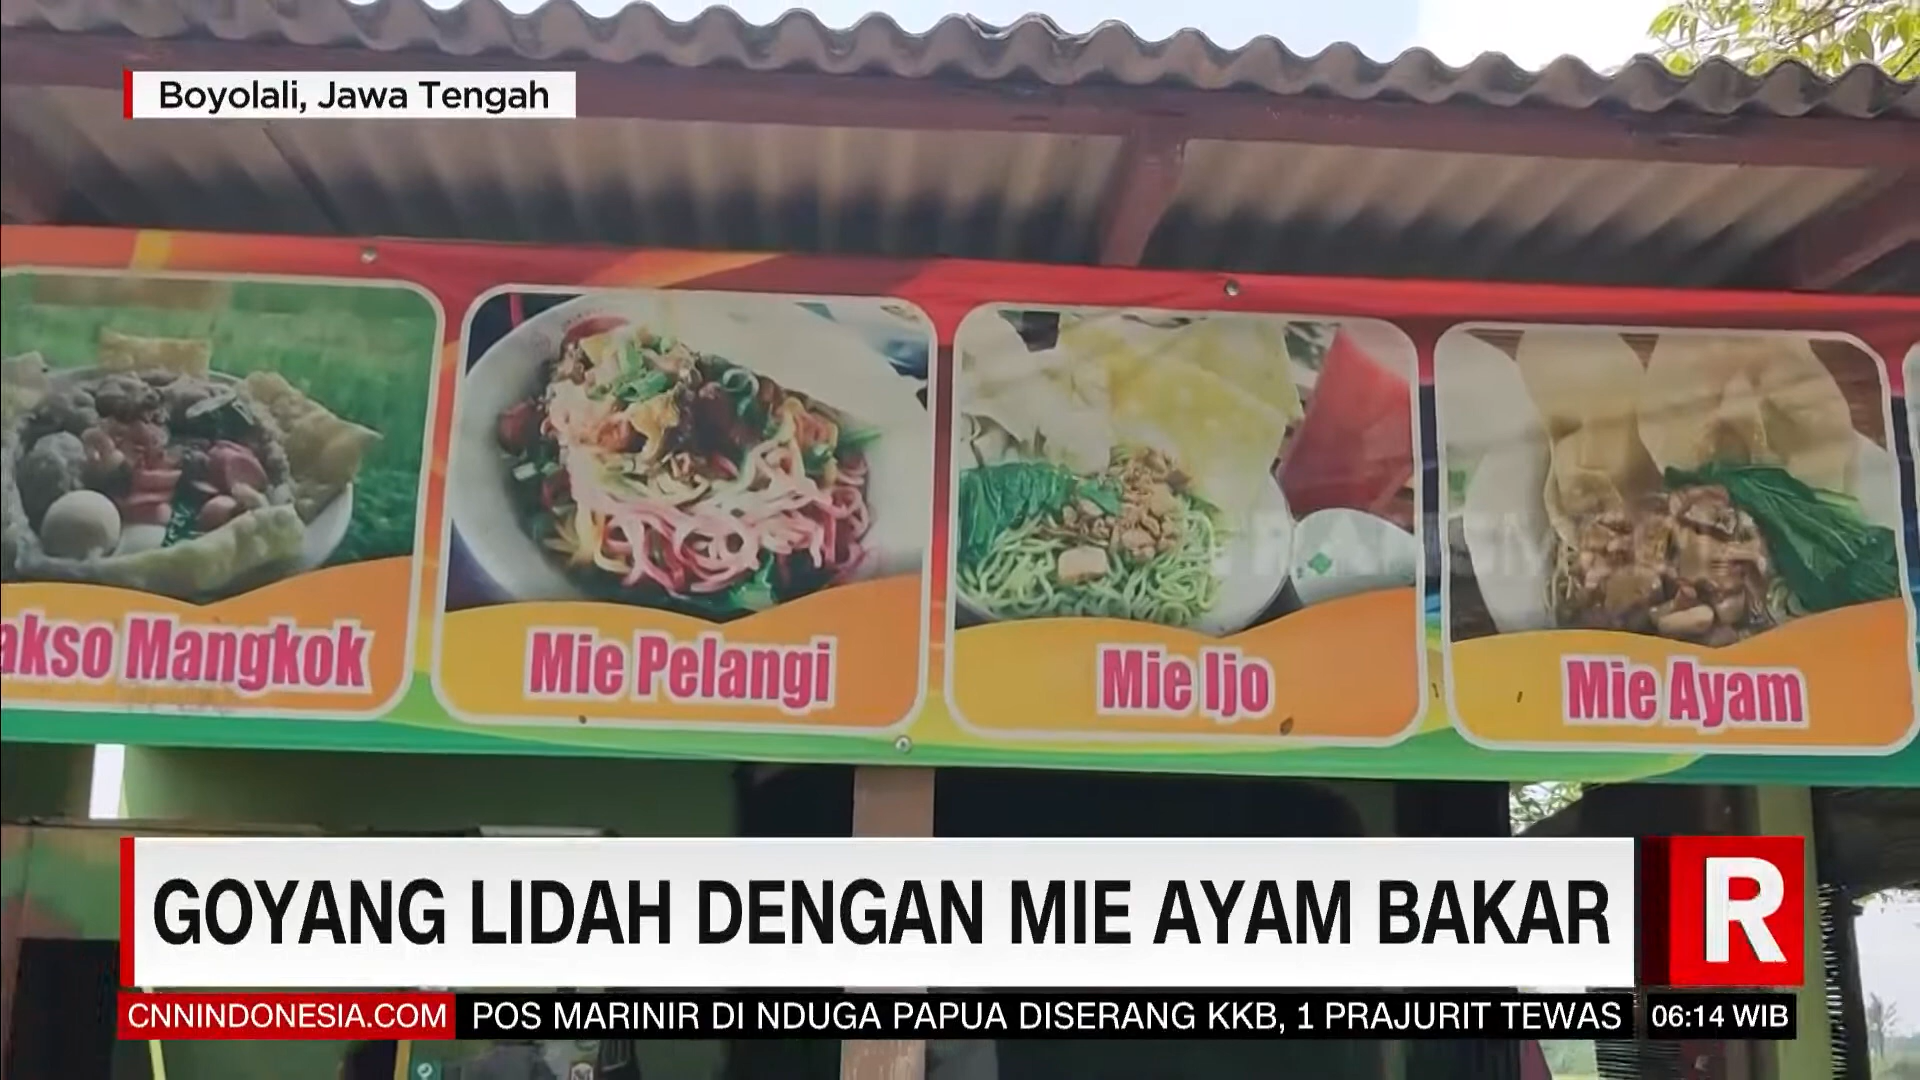 Boyolali, Jawa Tengah
akso Mangkok
Mie Pelangi
Mie Ijo
Mie Ayam
GOYANG LIDAH DENGAN MIE AYAM BAKAR
R
CNNINDONESIA.COM
POS MARINIR DI NDUGA PAPUA DISERANG KKB, 1 PRAJURIT TEWAS
06:14 WIB